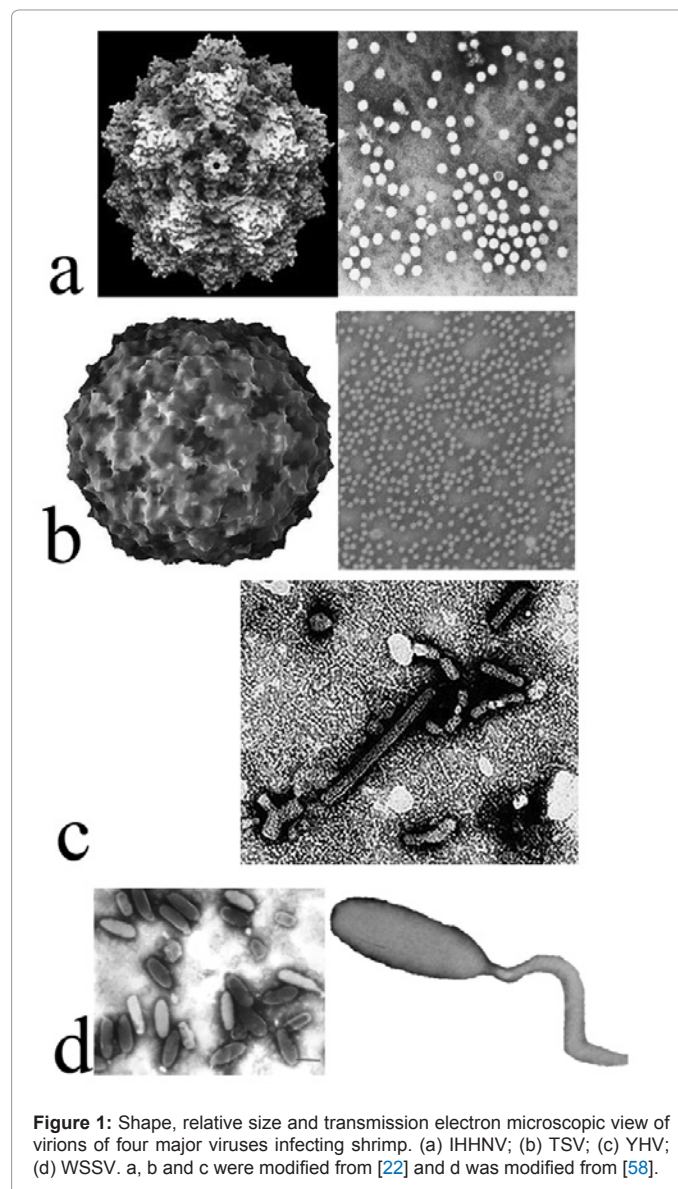 a
b
c
d
Figure 1: Shape, relative size and transmission electron microscopic view of
virions of four major viruses infecting shrimp. (a) IHHNV; (b) TSV; (c) YHV;
(d) WSSV. a, b and c were modified from [22] and d was modified from [58].